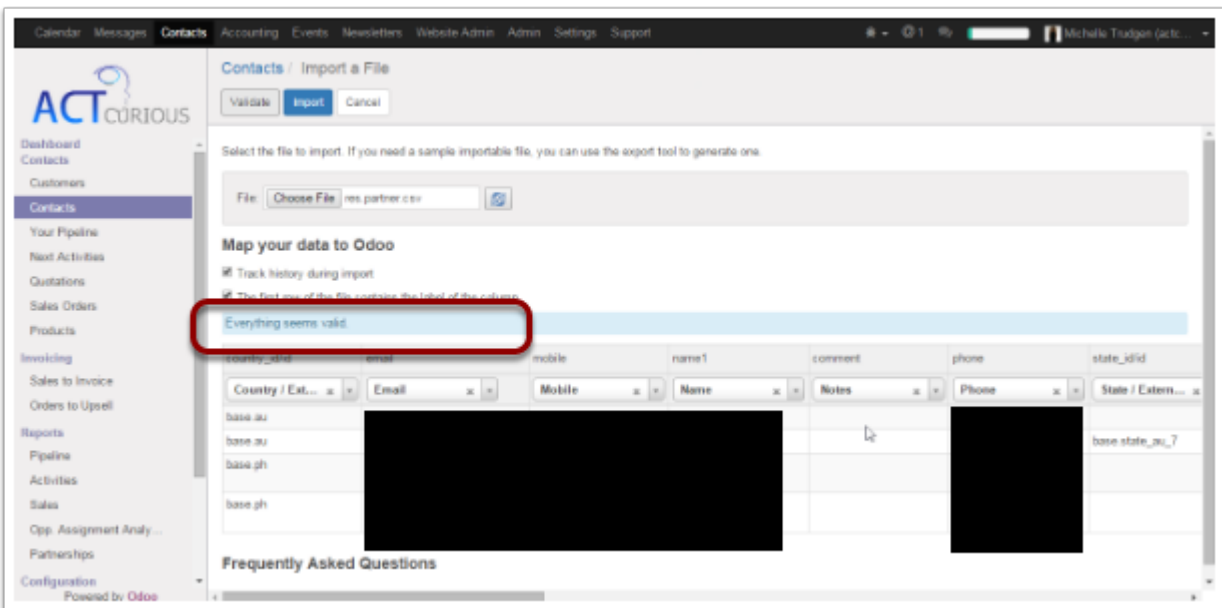 Calendar Messages Contacts Accounting Events Newsletters Website Admin Admin Settings Support 1 Michelle Trudgen (actc...
ACTCURIOUS
Contacts / Import a File
Validate Import Cancel
Select the file to import. If you need a sample importable file, you can use the export tool to generate one.
File: Choose File res.partner.csv
Map your data to Odoo
Track history during import
The first row of the file contains the label of the column
Everything seems valid.
country_id/id email mobile name1 comment phone state_id/id
Country / Ext... x Email x Mobile x Name x Notes x Phone x State / Extern... x
base.au
base.au base.state_au_7
base.ph
base.ph
Frequently Asked Questions
Dashboard
Contacts
Customers
Contacts
Your Pipeline
Next Activities
Quotations
Sales Orders
Products
Invoicing
Sales to Invoice
Orders to Upsell
Reports
Pipeline
Activities
Sales
Opp. Assignment Analy...
Partnerships
Configuration
Powered by Odoo